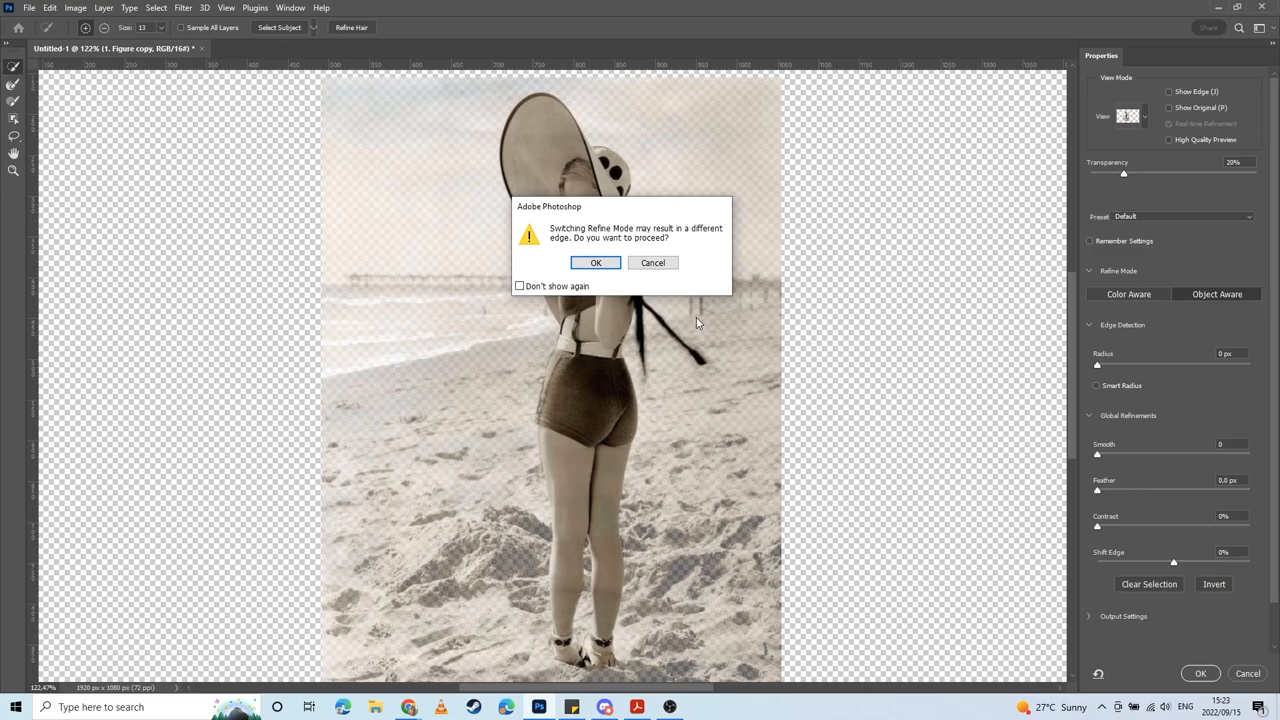 Ps File Edit Image Layer Type Select Filter 3D View Plugins Window Help
Size: 13 Sample All Layers Select Subject Refine Hair Share
Untitled-1 @ 122% (1. Figure copy, RGB/16#) * ×
Properties
View Mode
Show Edge (J)
Show Original (P)
View
Real-time Refinement
High Quality Preview
Transparency 20%
Preset: Default
Remember Settings
Refine Mode
Color Aware Object Aware
Edge Detection
Radius 0 px
Smart Radius
Global Refinements
Smooth 0
Feather 0,0 px
Contrast 0%
Shift Edge 0%
Clear Selection Invert
Output Settings
OK Cancel
Adobe Photoshop
Switching Refine Mode may result in a different
edge. Do you want to proceed?
OK Cancel
Don't show again
122,47% 1920 px x 1080 px (72 ppi)
Type here to search
27°C Sunny
ENG
15:23
2022/09/15